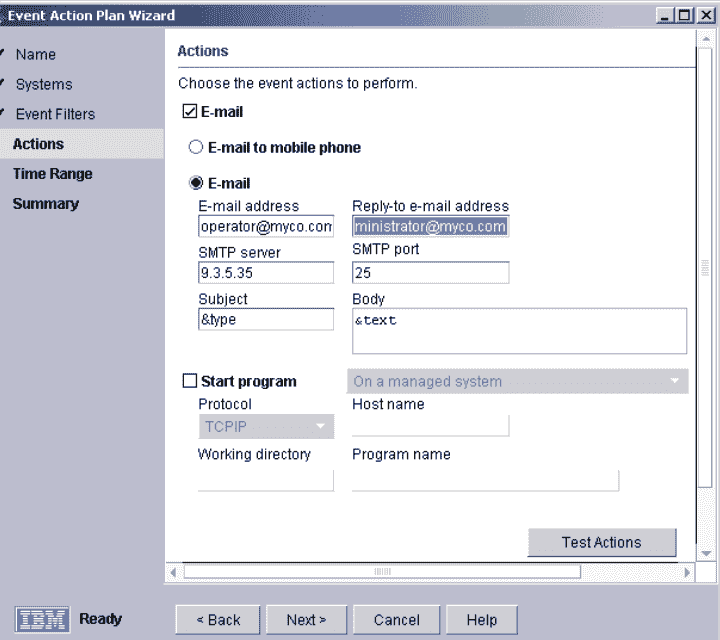 Event Action Plan Wizard
Name
Systems
Event Filters
Actions
Time Range
Summary
Actions
Choose the event actions to perform.
E-mail
E-mail to mobile phone
E-mail
E-mail address Reply-to e-mail address
operator@myco.com ministrator@myco.com
SMTP server SMTP port
9.3.5.35 25
Subject Body
&type &text
Start program On a managed system
Protocol Host name
TCPIP
Working directory Program name
Test Actions
IBM Ready < Back Next > Cancel Help